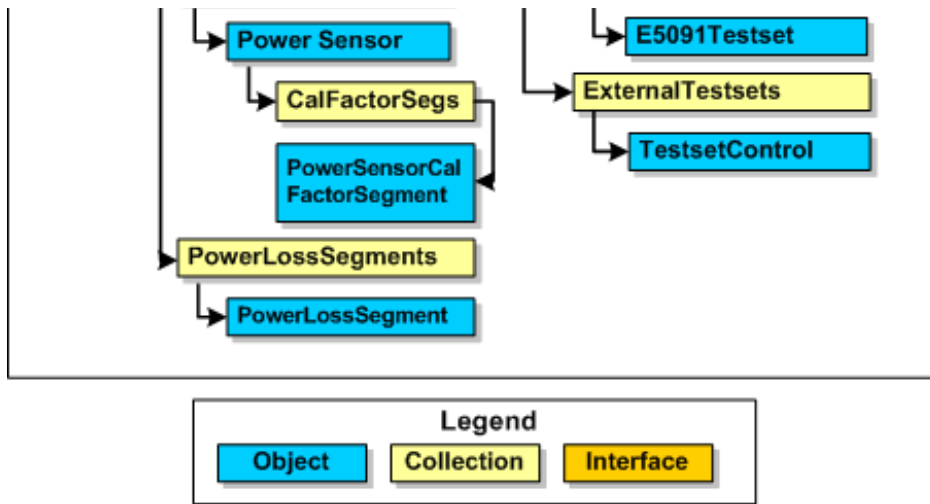 Power Sensor
CalFactorSegs
PowerSensorCal
FactorSegment
PowerLossSegments
PowerLossSegment
E5091Testset
ExternalTestsets
TestsetControl
Legend
Object
Collection
Interface